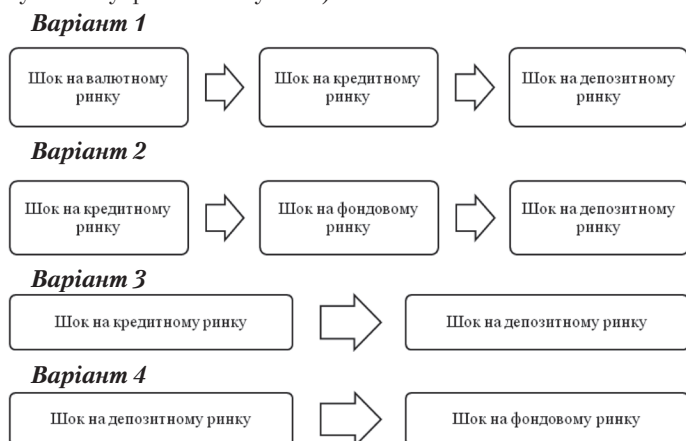 Варіант 1
Шок на валютному
ринку
Шок на кредитному
ринку
Шок на депозитному
ринку
Варіант 2
Шок на кредитному
ринку
Шок на фондовому
ринку
Шок на депозитному
ринку
Варіант 3
Шок на кредитному ринку
Шок на депозитному ринку
Варіант 4
Шок на депозитному ринку
Шок на фондовому ринку